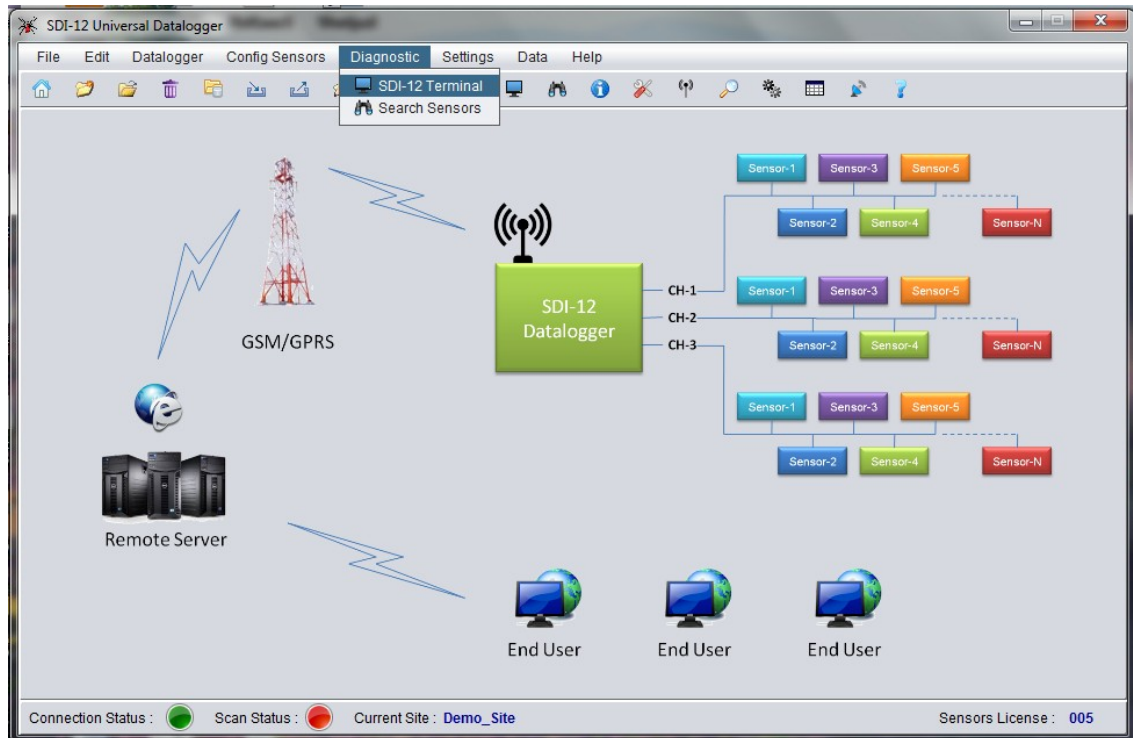 SDI-12 Universal Datalogger
File Edit Datalogger Config Sensors Diagnostic Settings Data Help
SDI-12 Terminal
Search Sensors
Sensor-1 Sensor-3 Sensor-5
Sensor-2 Sensor-4 Sensor-N
GSM/GPRS
SDI-12
Datalogger
CH-1
CH-2
CH-3
Sensor-1 Sensor-3 Sensor-5
Sensor-2 Sensor-4 Sensor-N
Sensor-1 Sensor-3 Sensor-5
Sensor-2 Sensor-4 Sensor-N
Remote Server
End User End User End User
Connection Status : Scan Status : Current Site : Demo_Site Sensors License : 005